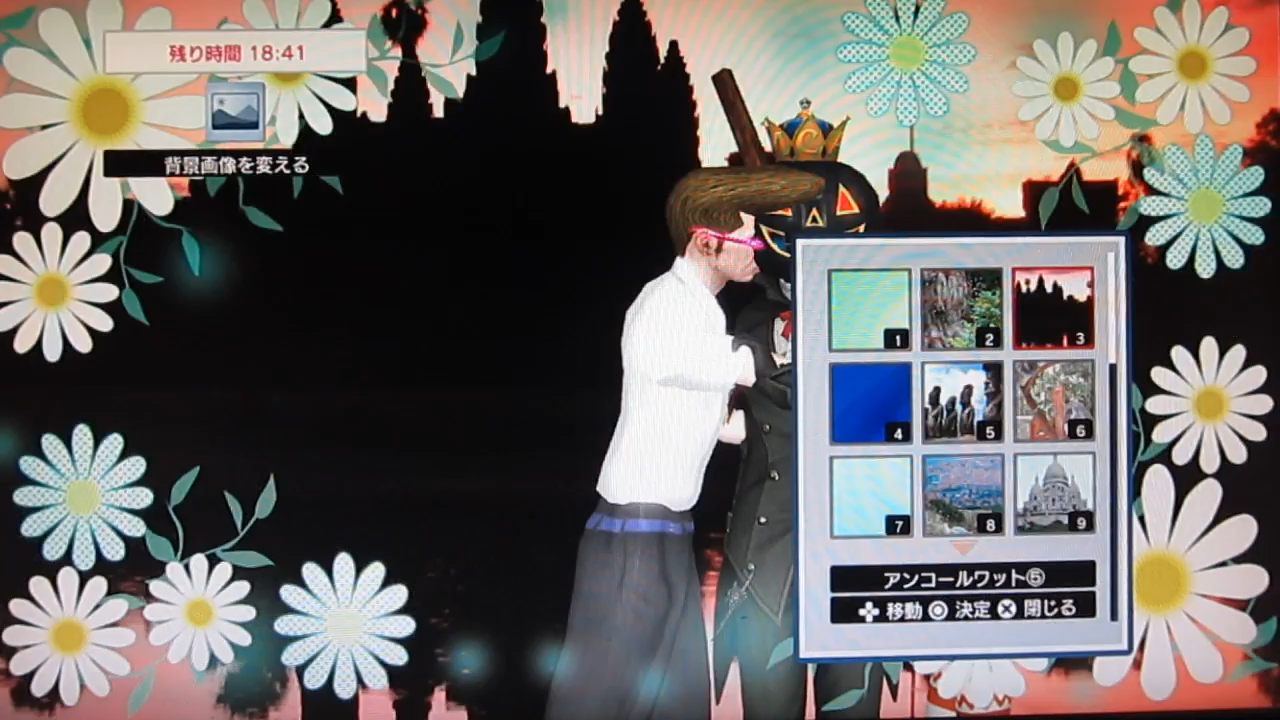 残り時間 18:41
背景画像を変える
1
2
3
4
5
6
7
8
9
アンコールワット⑤
移動 決定 閉じる